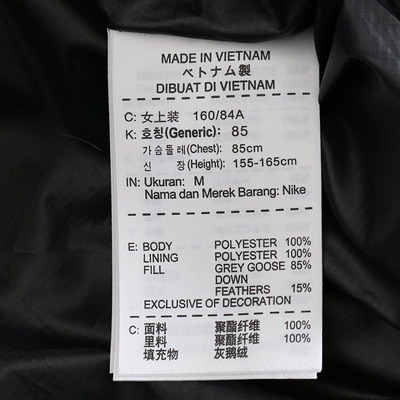 MADE IN VIETNAM
ベトナム製
DIBUAT DI VIETNAM
C: 女上装 160/84A
K: 호칭(Generic): 85
가슴둘레(Chest): 85cm
신 장(Height): 155-165cm
IN: Ukuran: M
Nama dan Merek Barang: Nike
E: BODY POLYESTER 100%
LINING POLYESTER 100%
FILL GREY GOOSE 85%
DOWN
FEATHERS 15%
EXCLUSIVE OF DECORATION
C: 面料 聚酯纤维 100%
里料 聚酯纤维 100%
填充物 灰鹅绒